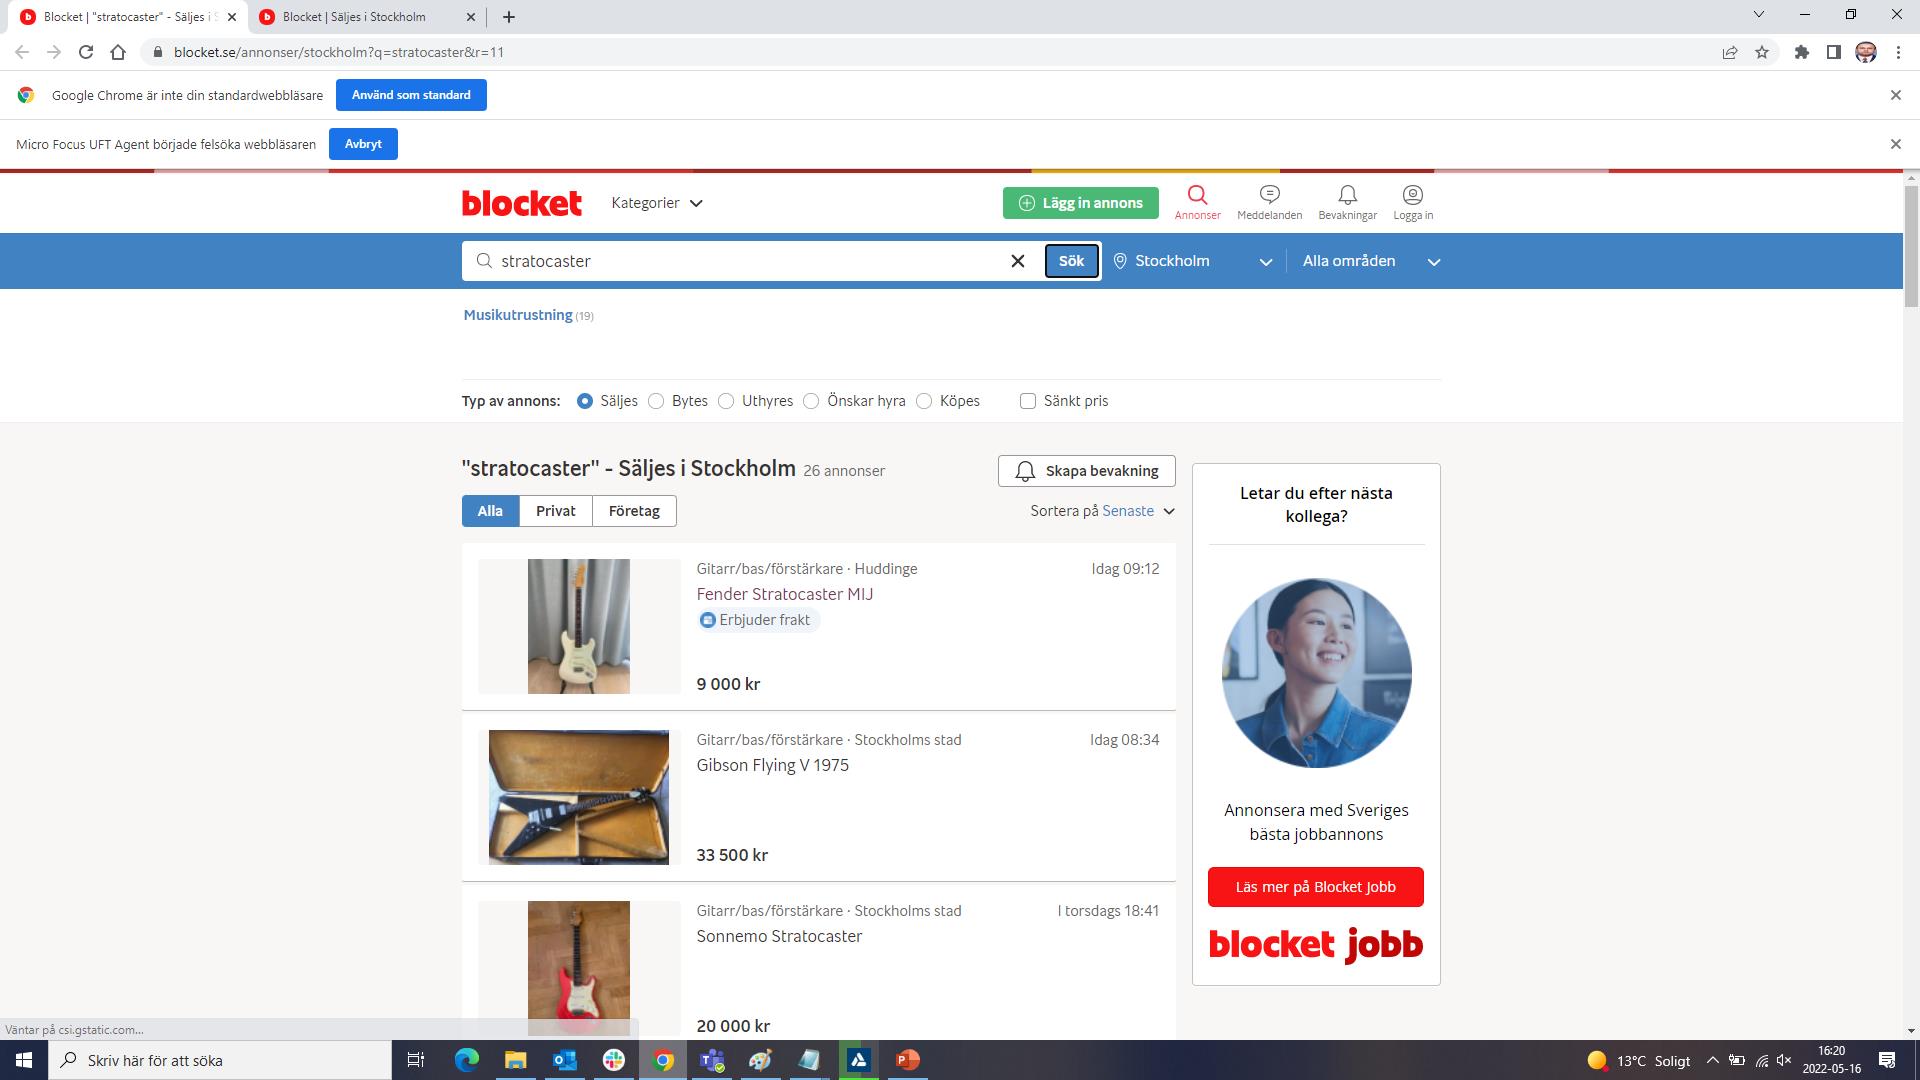 Blocket | "stratocaster" - Säljes i S
Blocket | Säljes i Stockholm
blocket.se/annonser/stockholm?q=stratocaster&r=11
Google Chrome är inte din standardwebbläsare
Använd som standard
Micro Focus UFT Agent började felsöka webbläsaren
Avbryt
blocket
Kategorier
Lägg in annons
Annonser
Meddelanden
Bevakningar
Logga in
stratocaster
Sök
Stockholm
Alla områden
Musikutrustning (19)
Typ av annons:
Säljes
Bytes
Uthyres
Önskar hyra
Köpes
Sänkt pris
"stratocaster" - Säljes i Stockholm 26 annonser
Skapa bevakning
Alla
Privat
Företag
Sortera på Senaste
Gitarr/bas/förstärkare · Huddinge
Idag 09:12
Fender Stratocaster MIJ
Erbjuder frakt
9 000 kr
Gitarr/bas/förstärkare · Stockholms stad
Idag 08:34
Gibson Flying V 1975
33 500 kr
Gitarr/bas/förstärkare · Stockholms stad
I torsdags 18:41
Sonnemo Stratocaster
20 000 kr
Letar du efter nästa
kollega?
Annonsera med Sveriges
bästa jobbannons
Läs mer på Blocket Jobb
blocket jobb
Väntar på csi.gstatic.com...
Skriv här för att söka
13°C Soligt
16:20
2022-05-16